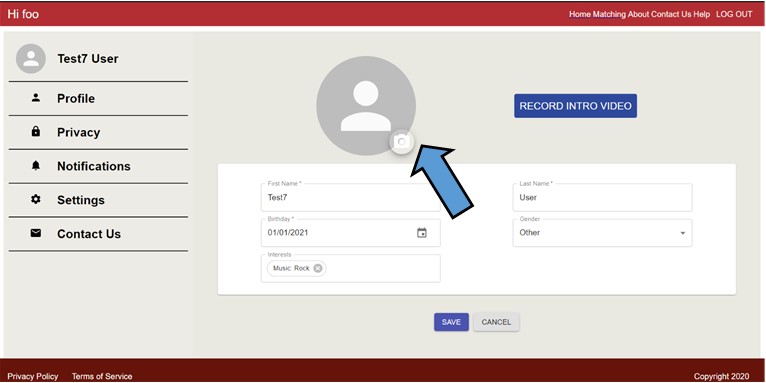 Hi foo
Home Matching About Contact Us Help LOG OUT
Test7 User
Profile
Privacy
Notifications
Settings
Contact Us
RECORD INTRO VIDEO
First Name *
Test7
Last Name *
User
Birthday *
01/01/2021
Gender
Other
Interests
Music: Rock
SAVE CANCEL
Privacy Policy Terms of Service Copyright 2020